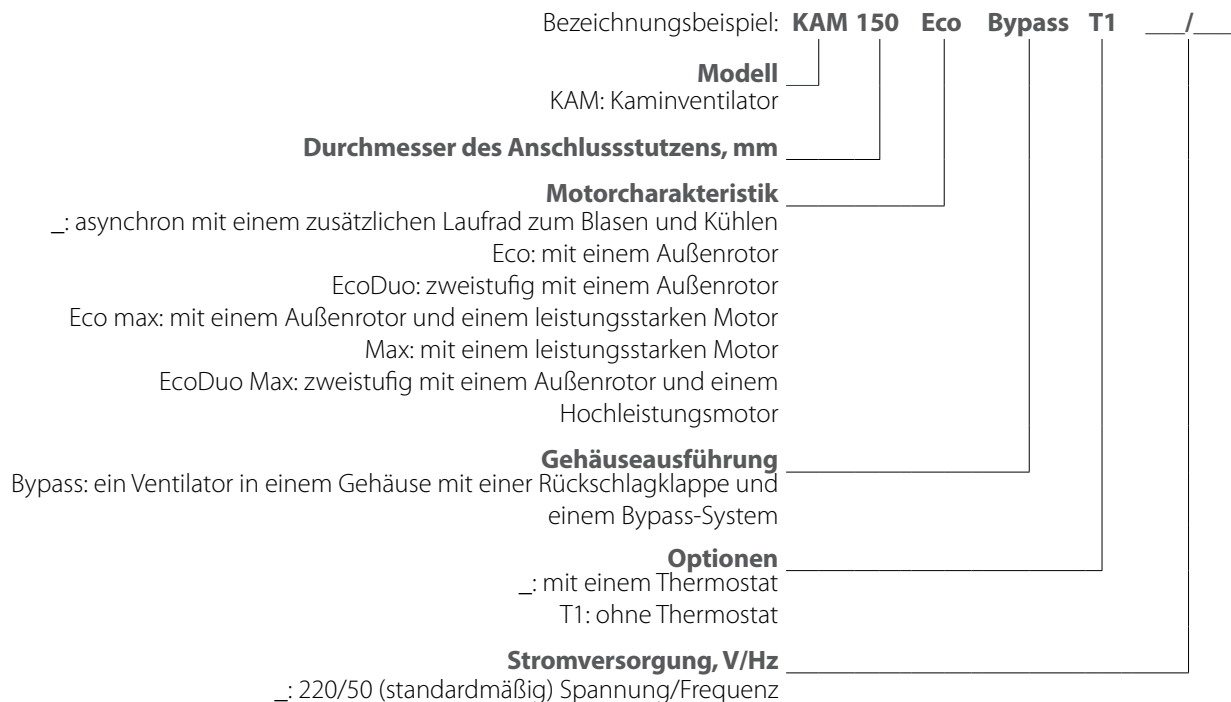 Bezeichnungsbeispiel: KAM 150 Eco Bypass T1 ___/___
Modell
KAM: Kaminventilator
Durchmesser des Anschlussstutzens, mm
Motorcharakteristik
_: asynchron mit einem zusätzlichen Laufrad zum Blasen und Kühlen
Eco: mit einem Außenrotor
EcoDuo: zweistufig mit einem Außenrotor
Eco max: mit einem Außenrotor und einem leistungsstarken Motor
Max: mit einem leistungsstarken Motor
EcoDuo Max: zweistufig mit einem Außenrotor und einem
Hochleistungsmotor
Gehäuseausführung
Bypass: ein Ventilator in einem Gehäuse mit einer Rückschlagklappe und
einem Bypass-System
Optionen
_: mit einem Thermostat
T1: ohne Thermostat
Stromversorgung, V/Hz
_: 220/50 (standardmäßig) Spannung/Frequenz